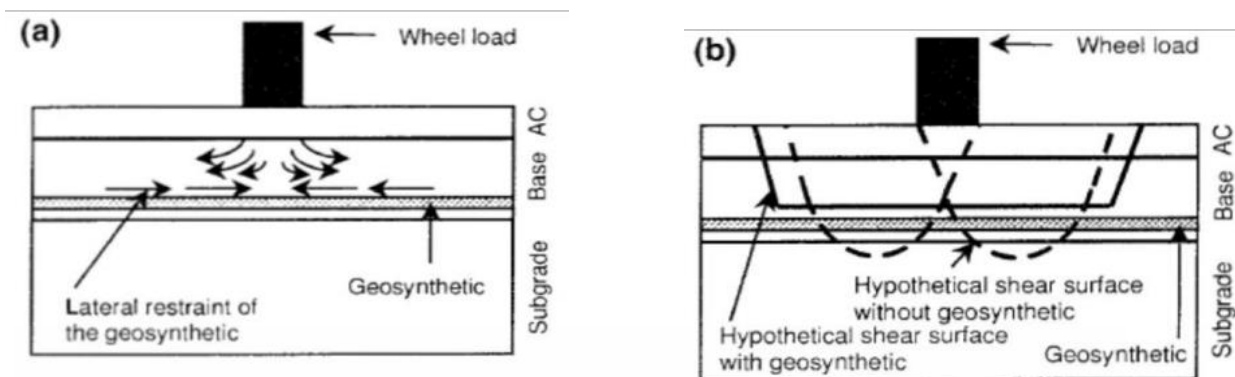 (a)
Wheel load
AC
Base
Subgrade
Geosynthetic
Lateral restraint of
the geosynthetic
(b)
Wheel load
AC
Base
Subgrade
Hypothetical shear surface
without geosynthetic
Hypothetical shear surface
with geosynthetic
Geosynthetic